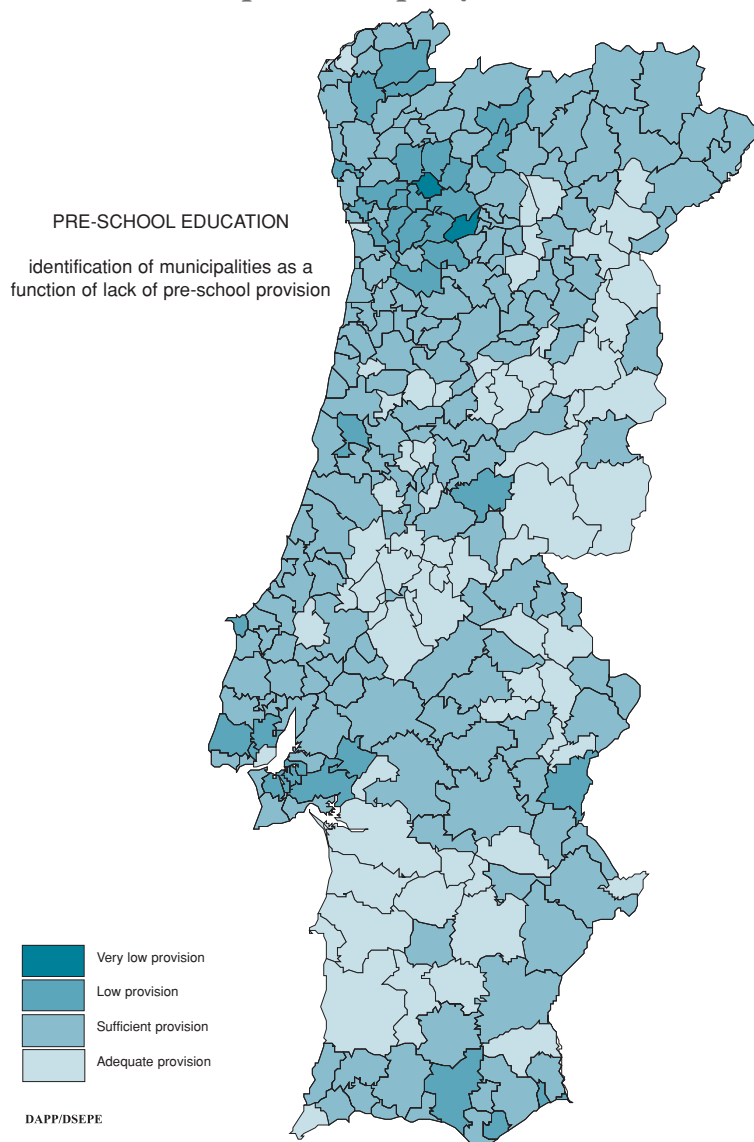 PRE-SCHOOL EDUCATION
identification of municipalities as a
function of lack of pre-school provision
Very low provision
Low provision
Sufficient provision
Adequate provision
DAPP/DSEPE